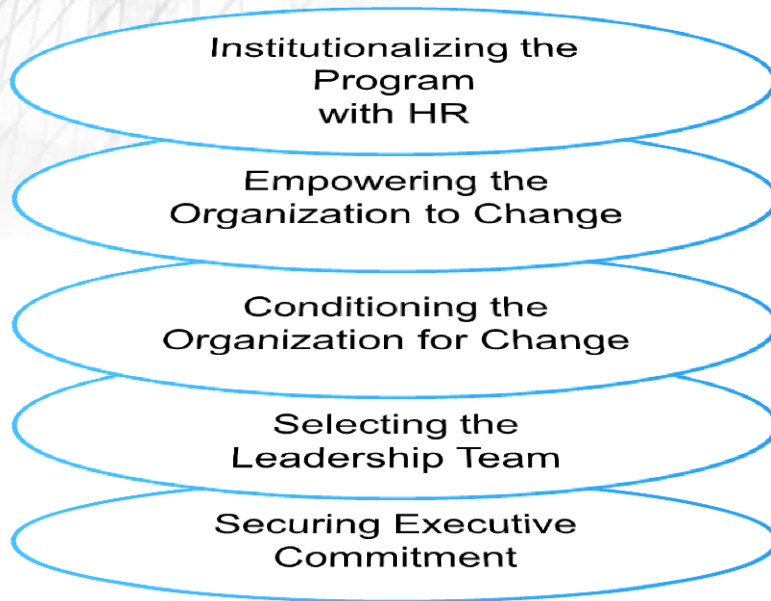 Institutionalizing the
Program
with HR
Empowering the
Organization to Change
Conditioning the
Organization for Change
Selecting the
Leadership Team
Securing Executive
Commitment